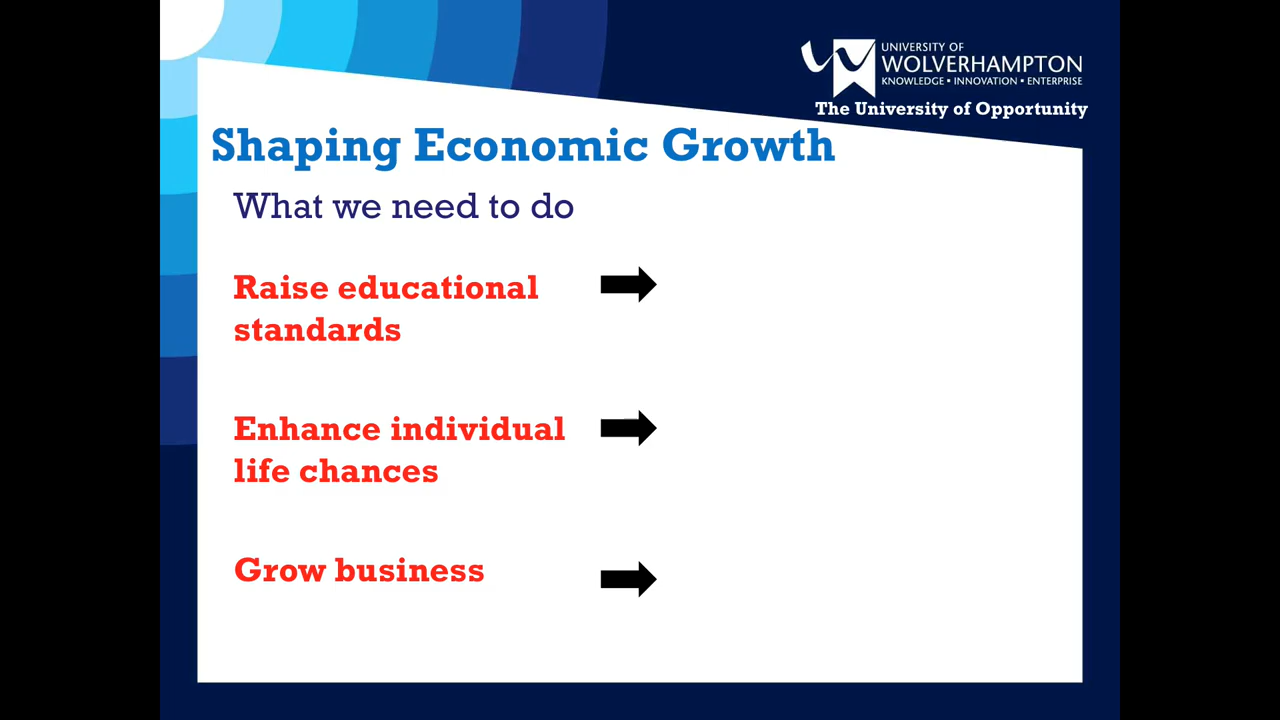 UNIVERSITY OF
WOLVERHAMPTON
KNOWLEDGE • INNOVATION • ENTERPRISE
The University of Opportunity
Shaping Economic Growth
What we need to do
Raise educational
standards
Enhance individual
life chances
Grow business